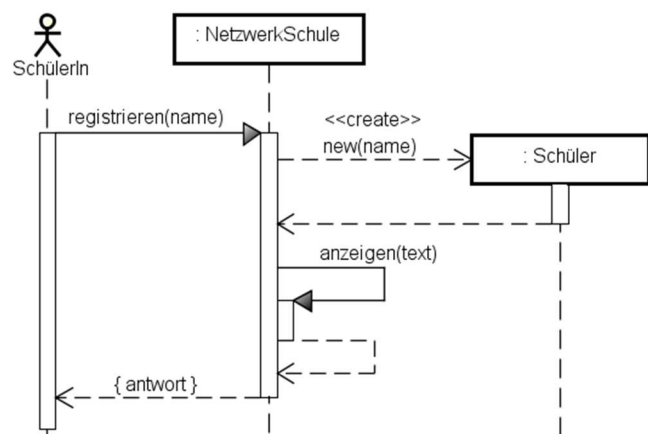 : NetzwerkSchule
SchülerIn
registrieren(name)
<<create>>
new(name)
: Schüler
anzeigen(text)
{ antwort }